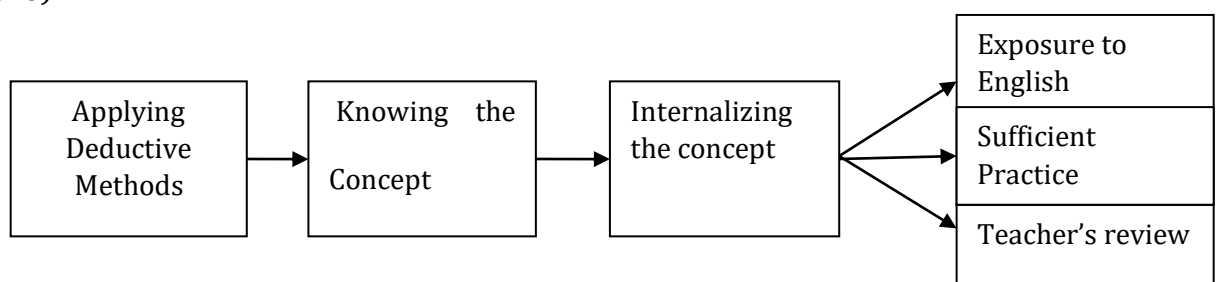 Applying
Deductive
Methods
Knowing the
Concept
Internalizing
the concept
Exposure to
English
Sufficient
Practice
Teacher’s review